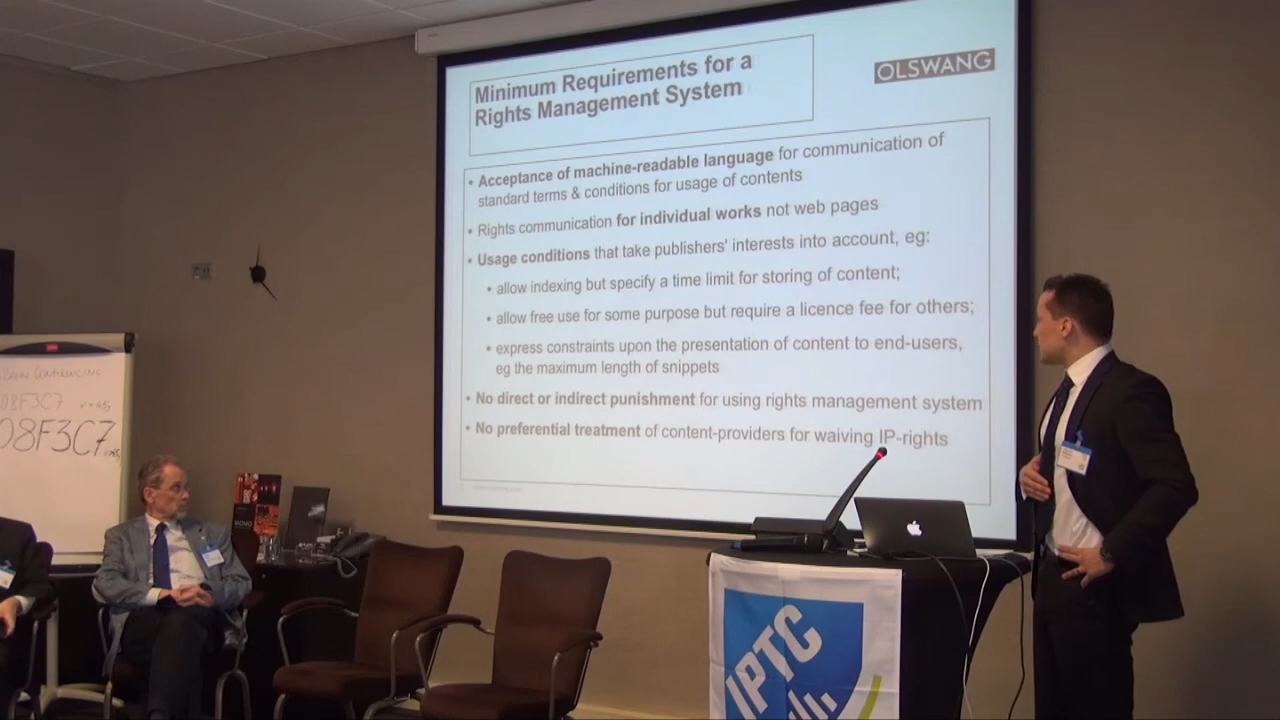 Minimum Requirements for a
Rights Management System
OLSWANG
• Acceptance of machine-readable language for communication of
standard terms & conditions for usage of contents
• Rights communication for individual works not web pages
• Usage conditions that take publishers' interests into account, eg:
• allow indexing but specify a time limit for storing of content;
• allow free use for some purpose but require a licence fee for others;
• express constraints upon the presentation of content to end-users,
eg the maximum length of snippets
• No direct or indirect punishment for using rights management system
• No preferential treatment of content-providers for waiving IP-rights
CONFERENCING
08F3C7
08F3C7
IPTC